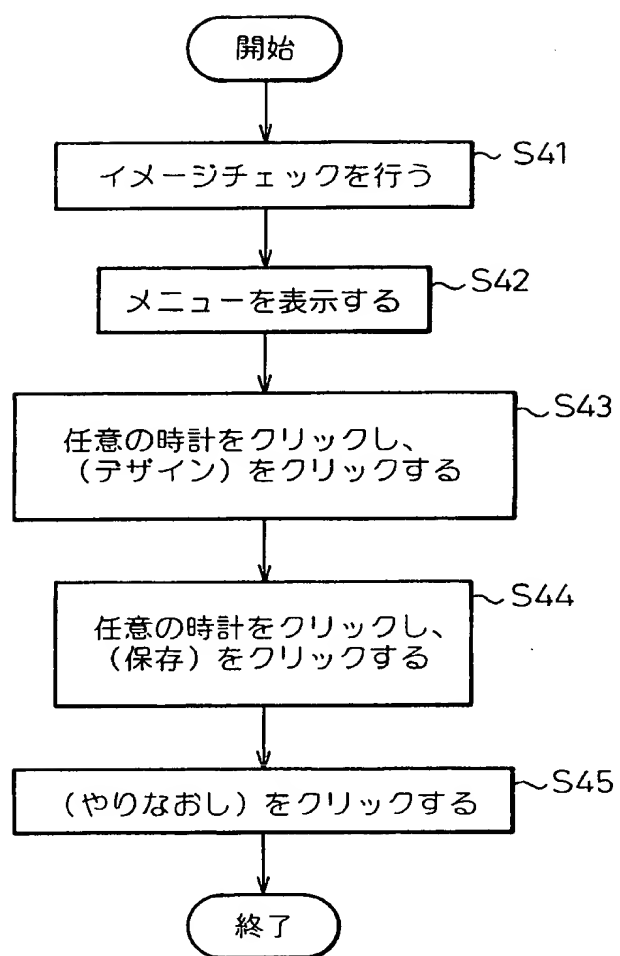 開始
イメージチェックを行う
S41
メニューを表示する
S42
任意の時計をクリックし、
(デザイン)をクリックする
S43
任意の時計をクリックし、
(保存)をクリックする
S44
(やりなおし)をクリックする
S45
終了